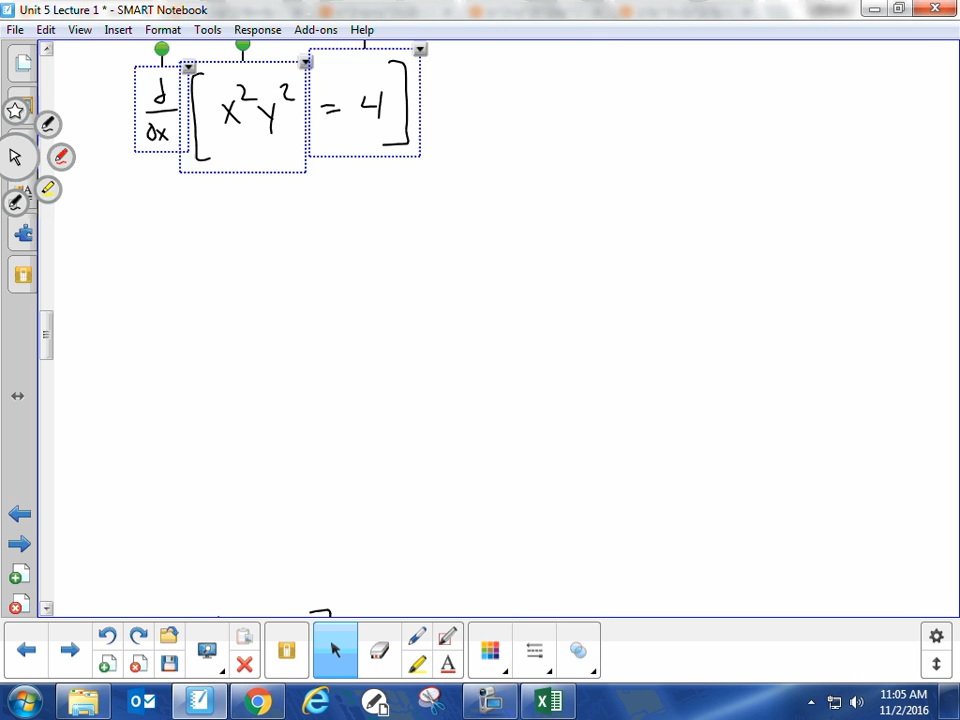 Unit 5 Lecture 1 * - SMART Notebook
File Edit View Insert Format Tools Response Add-ons Help
d/dx [ x²y² = 4 ]
A
A
11:05 AM
11/2/2016